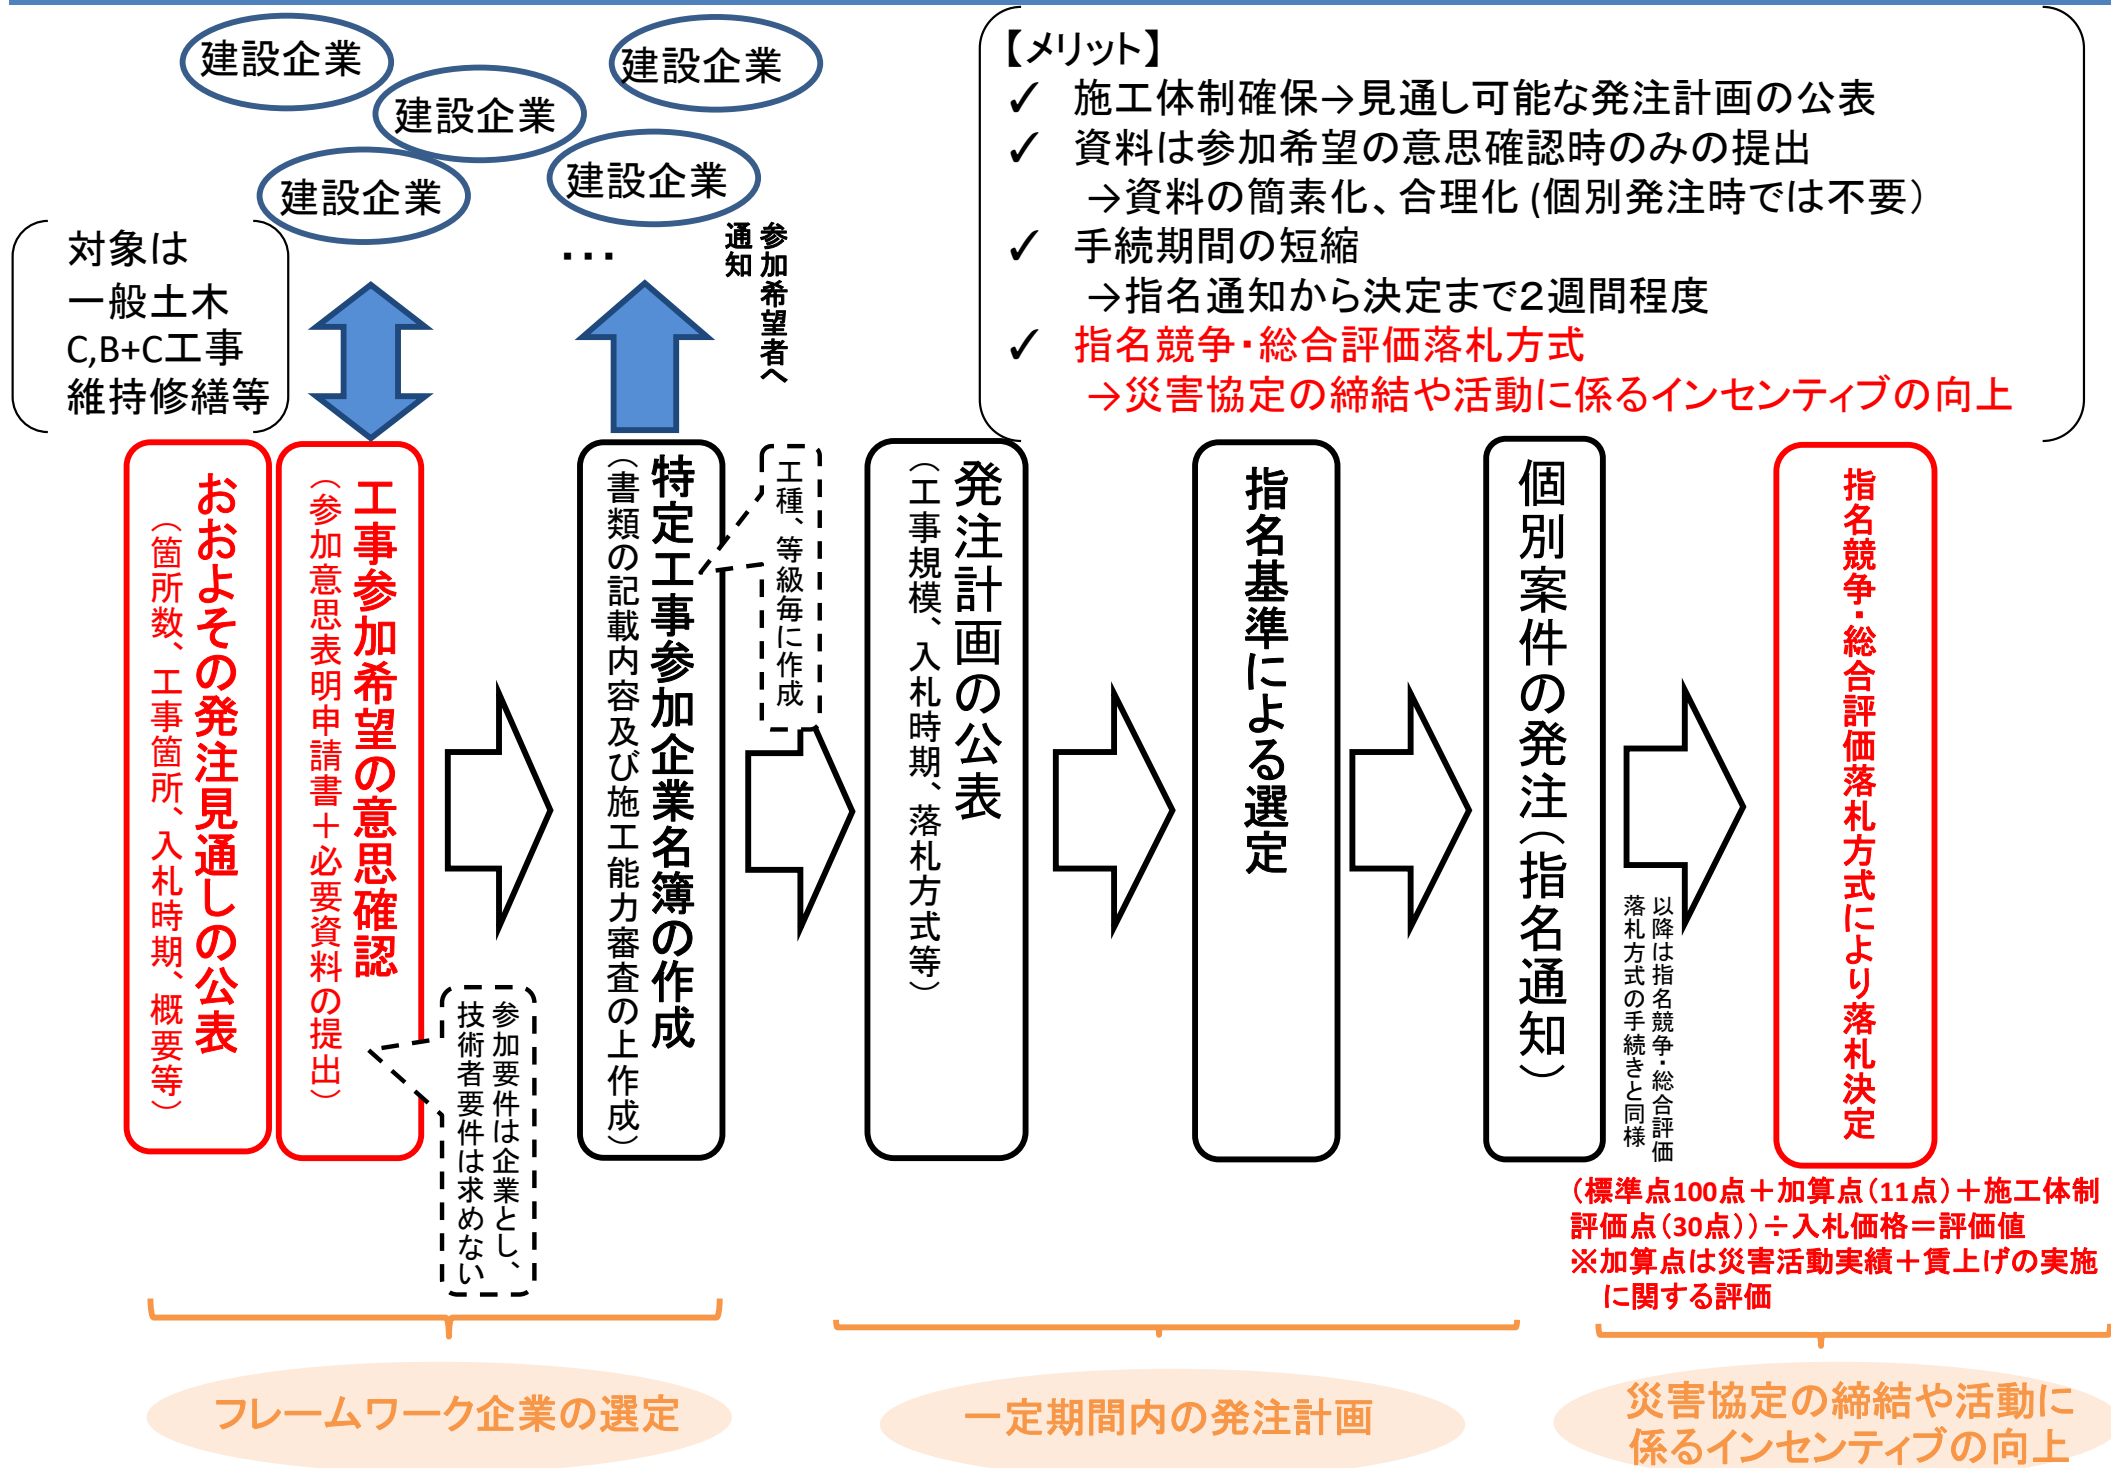 建設企業
建設企業
建設企業
建設企業
建設企業
･･･
参加希望者へ
通知
対象は
一般土木
C,B+C工事
維持修繕等
【メリット】
✓ 施工体制確保→見通し可能な発注計画の公表
✓ 資料は参加希望の意思確認時のみの提出
→資料の簡素化、合理化 (個別発注時では不要）
✓ 手続期間の短縮
→指名通知から決定まで２週間程度
✓ 指名競争・総合評価落札方式
→災害協定の締結や活動に係るインセンティブの向上
おおよその発注見通しの公表
（箇所数、工事箇所、入札時期、概要等）
工事参加希望の意思確認
（参加意思表明申請書＋必要資料の提出）
参加要件は企業とし、
技術者要件は求めない
特定工事参加企業名簿の作成
（書類の記載内容及び施工能力審査の上作成）
工種、等級毎に作成
発注計画の公表
（工事規模、入札時期、落札方式等）
指名基準による選定
個別案件の発注（指名通知）
以降は指名競争・総合評価
落札方式の手続きと同様
指名競争・総合評価落札方式により落札決定
（標準点100点＋加算点（11点）＋施工体制
評価点（30点））÷入札価格＝評価値
※加算点は災害活動実績＋賃上げの実施
に関する評価
フレームワーク企業の選定
一定期間内の発注計画
災害協定の締結や活動に
係るインセンティブの向上